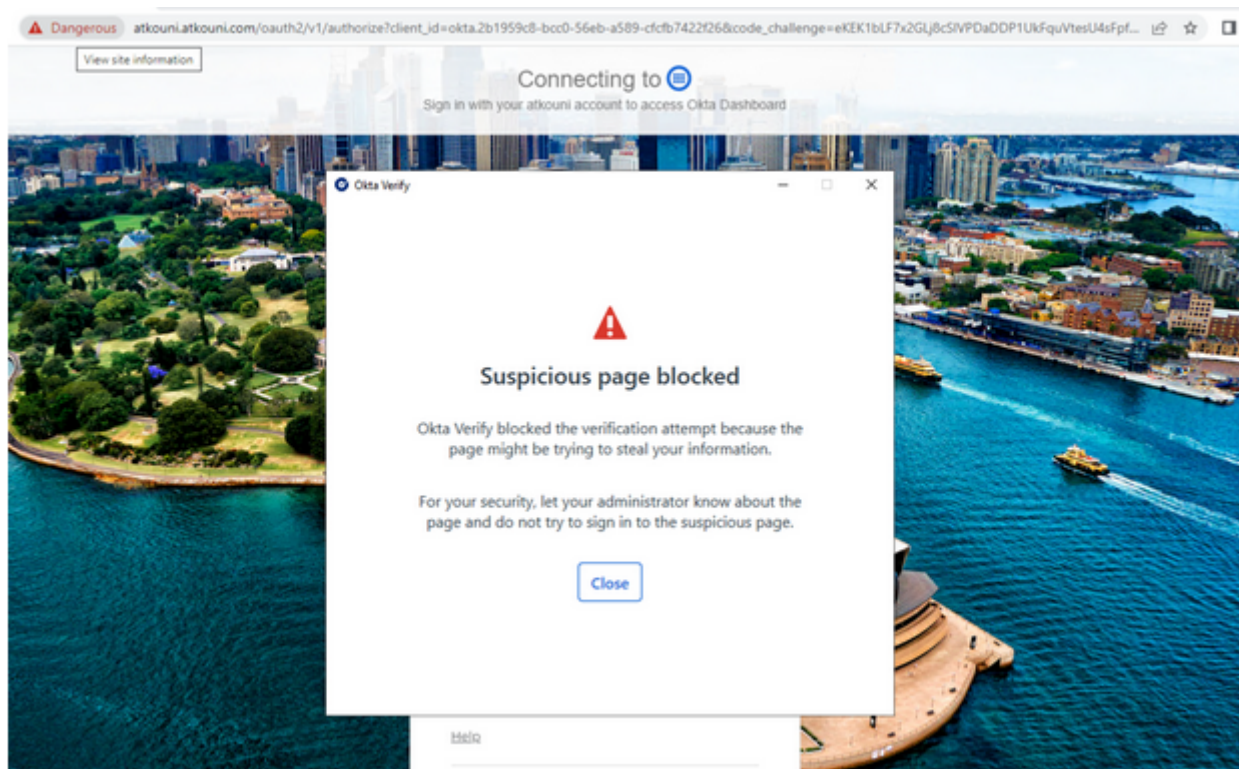 Dangerous atkouni.atkouni.com/oauth2/v1/authorize?client_id=okta.2b1959c8-bcc0-56eb-a589-cfcfb7422f26&code_challenge=eKEK1bLF7x2GLj8cSlVPDaDDP1UkFquVtesU4sFpf...
View site information
Connecting to
Sign in with your atkouni account to access Okta Dashboard
Okta Verify
Suspicious page blocked
Okta Verify blocked the verification attempt because the
page might be trying to steal your information.
For your security, let your administrator know about the
page and do not try to sign in to the suspicious page.
Close
Help